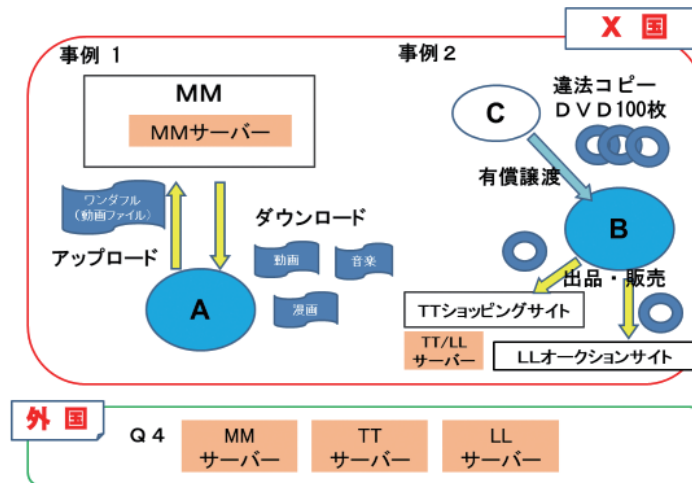 X 国
事例 1
MM
MMサーバー
ワンダフル
(動画ファイル)
アップロード
ダウンロード
動画
音楽
漫画
A
事例2
C
違法コピー
DVD100枚
有償譲渡
B
出品・販売
TTショッピングサイト
TT/LL
サーバー
LLオークションサイト
外 国
Q4
MM
サーバー
TT
サーバー
LL
サーバー